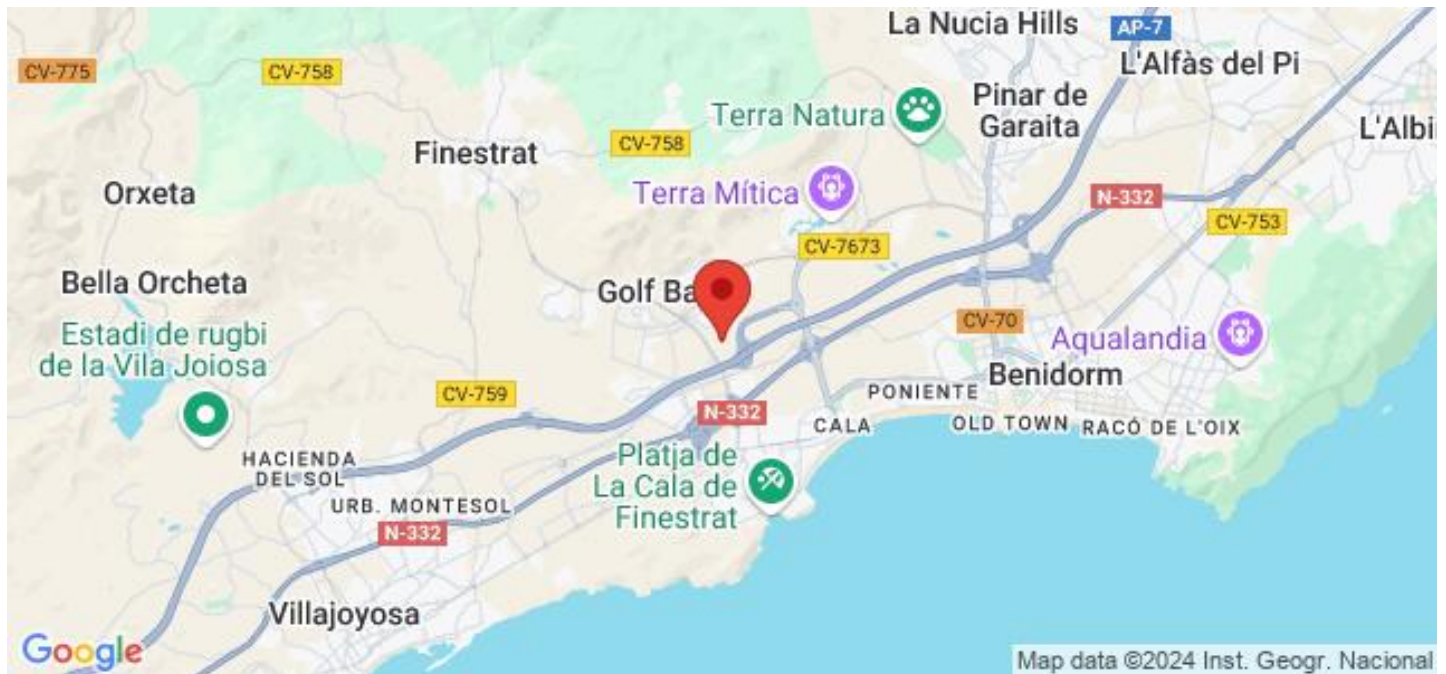 La Nucia Hills
AP-7
CV-775
CV-758
L'Alfàs del Pi
Terra Natura
Pinar de
Garaita
L'Albi
Finestrat
CV-758
Orxeta
Terra Mítica
N-332
CV-753
CV-7673
Bella Orcheta
Golf Ba
Estadi de rugbi
de la Vila Joiosa
CV-70
Aqualandia
Benidorm
CV-759
PONIENTE
N-332
CALA
OLD TOWN
RACÓ DE L'OIX
HACIENDA
DEL SOL
Platja de
La Cala de
Finestrat
URB. MONTESOL
N-332
Villajoyosa
Google
Map data ©2024 Inst. Geogr. Nacional